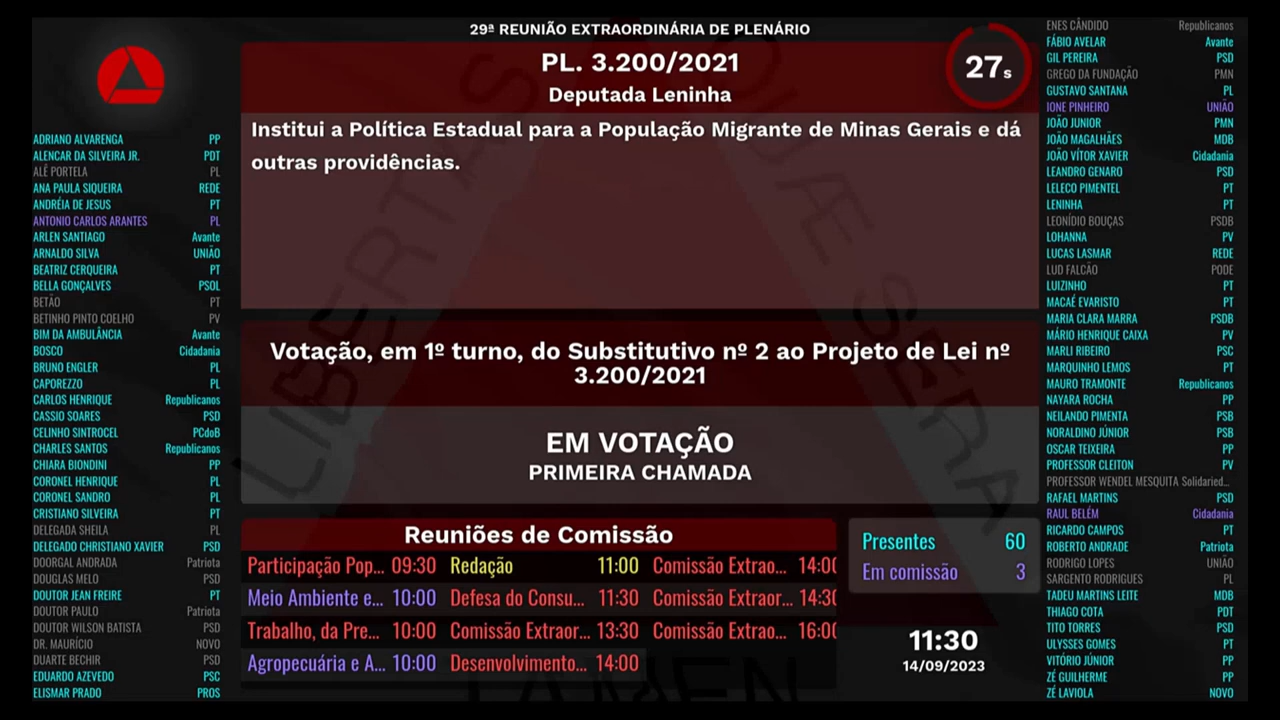 29ª REUNIÃO EXTRAORDINÁRIA DE PLENÁRIO
PL. 3.200/2021
Deputada Leninha
27s
Institui a Política Estadual para a População Migrante de Minas Gerais e dá
outras providências.
Votação, em 1º turno, do Substitutivo nº 2 ao Projeto de Lei nº
3.200/2021
EM VOTAÇÃO
PRIMEIRA CHAMADA
Reuniões de Comissão
Participação Pop... 09:30 Redação 11:00 Comissão Extrao... 14:00
Meio Ambiente e... 10:00 Defesa do Consu... 11:30 Comissão Extraor... 14:30
Trabalho, da Pre... 10:00 Comissão Extraor... 13:30 Comissão Extrao... 16:00
Agropecuária e A... 10:00 Desenvolvimento... 14:00
Presentes 60
Em comissão 3
11:30
14/09/2023
ADRIANO ALVARENGA PP
ALENCAR DA SILVEIRA JR. PDT
ALÊ PORTELA PL
ANA PAULA SIQUEIRA REDE
ANDRÉIA DE JESUS PT
ANTONIO CARLOS ARANTES PL
ARLEN SANTIAGO Avante
ARNALDO SILVA UNIÃO
BEATRIZ CERQUEIRA PT
BELLA GONÇALVES PSOL
BETÃO PT
BETINHO PINTO COELHO PV
BIM DA AMBULÂNCIA Avante
BOSCO Cidadania
BRUNO ENGLER PL
CAPOREZZO PL
CARLOS HENRIQUE Republicanos
CASSIO SOARES PSD
CELINHO SINTROCEL PCdoB
CHARLES SANTOS Republicanos
CHIARA BIONDINI PP
CORONEL HENRIQUE PL
CORONEL SANDRO PL
CRISTIANO SILVEIRA PT
DELEGADA SHEILA PL
DELEGADO CHRISTIANO XAVIER PSD
DOORGAL ANDRADA Patriota
DOUGLAS MELO PSD
DOUTOR JEAN FREIRE PT
DOUTOR PAULO Patriota
DOUTOR WILSON BATISTA PSD
DR. MAURÍCIO NOVO
DUARTE BECHIR PSD
EDUARDO AZEVEDO PSC
ELISMAR PRADO PROS
ENES CÂNDIDO Republicanos
FÁBIO AVELAR Avante
GIL PEREIRA PSD
GREGO DA FUNDAÇÃO PMN
GUSTAVO SANTANA PL
IONE PINHEIRO UNIÃO
JOÃO JUNIOR PMN
JOÃO MAGALHÃES MDB
JOÃO VÍTOR XAVIER Cidadania
LEANDRO GENARO PSD
LELECO PIMENTEL PT
LENINHA PT
LEONÍDIO BOUÇAS PSDB
LOHANNA PV
LUCAS LASMAR REDE
LUD FALCÃO PODE
LUIZINHO PT
MACAÉ EVARISTO PT
MARIA CLARA MARRA PSDB
MÁRIO HENRIQUE CAIXA PV
MARLI RIBEIRO PSC
MARQUINHO LEMOS PT
MAURO TRAMONTE Republicanos
NAYARA ROCHA PP
NEILANDO PIMENTA PSB
NORALDINO JÚNIOR PSB
OSCAR TEIXEIRA PP
PROFESSOR CLEITON PV
PROFESSOR WENDEL MESQUITA Solidaried...
RAFAEL MARTINS PSD
RAUL BELÉM Cidadania
RICARDO CAMPOS PT
ROBERTO ANDRADE Patriota
RODRIGO LOPES UNIÃO
SARGENTO RODRIGUES PL
TADEU MARTINS LEITE MDB
THIAGO COTA PDT
TITO TORRES PSD
ULYSSES GOMES PT
VITÓRIO JÚNIOR PP
ZÉ GUILHERME PP
ZÉ LAVIOLA NOVO